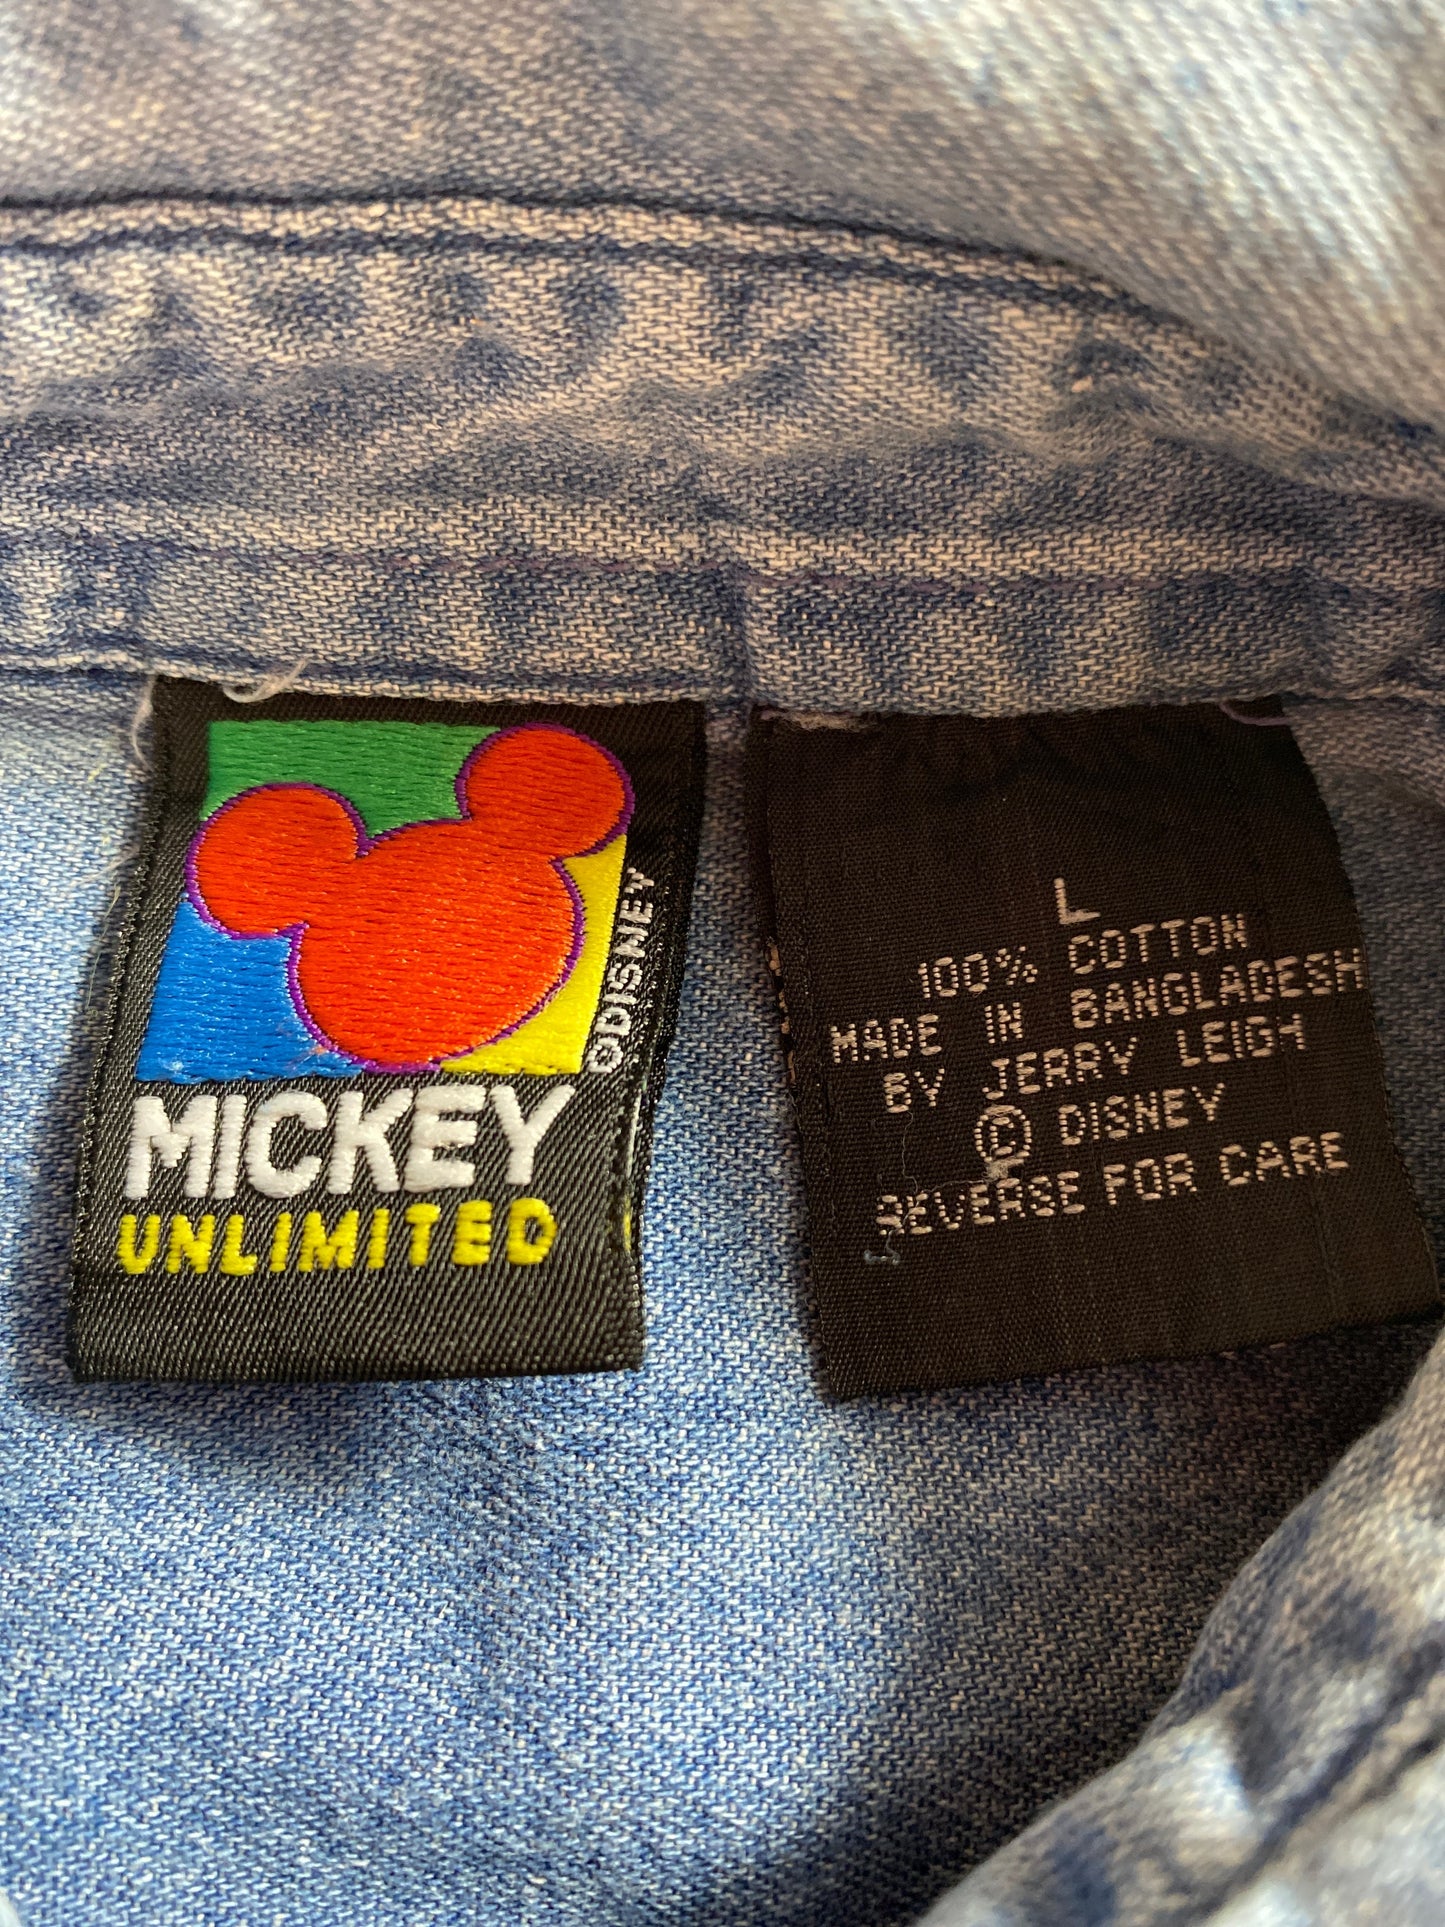 ©DISNEY
MICKEY
UNLIMITED
L
100% COTTON
MADE IN BANGLADESH
BY JERRY LEIGH
© DISNEY
REVERSE FOR CARE